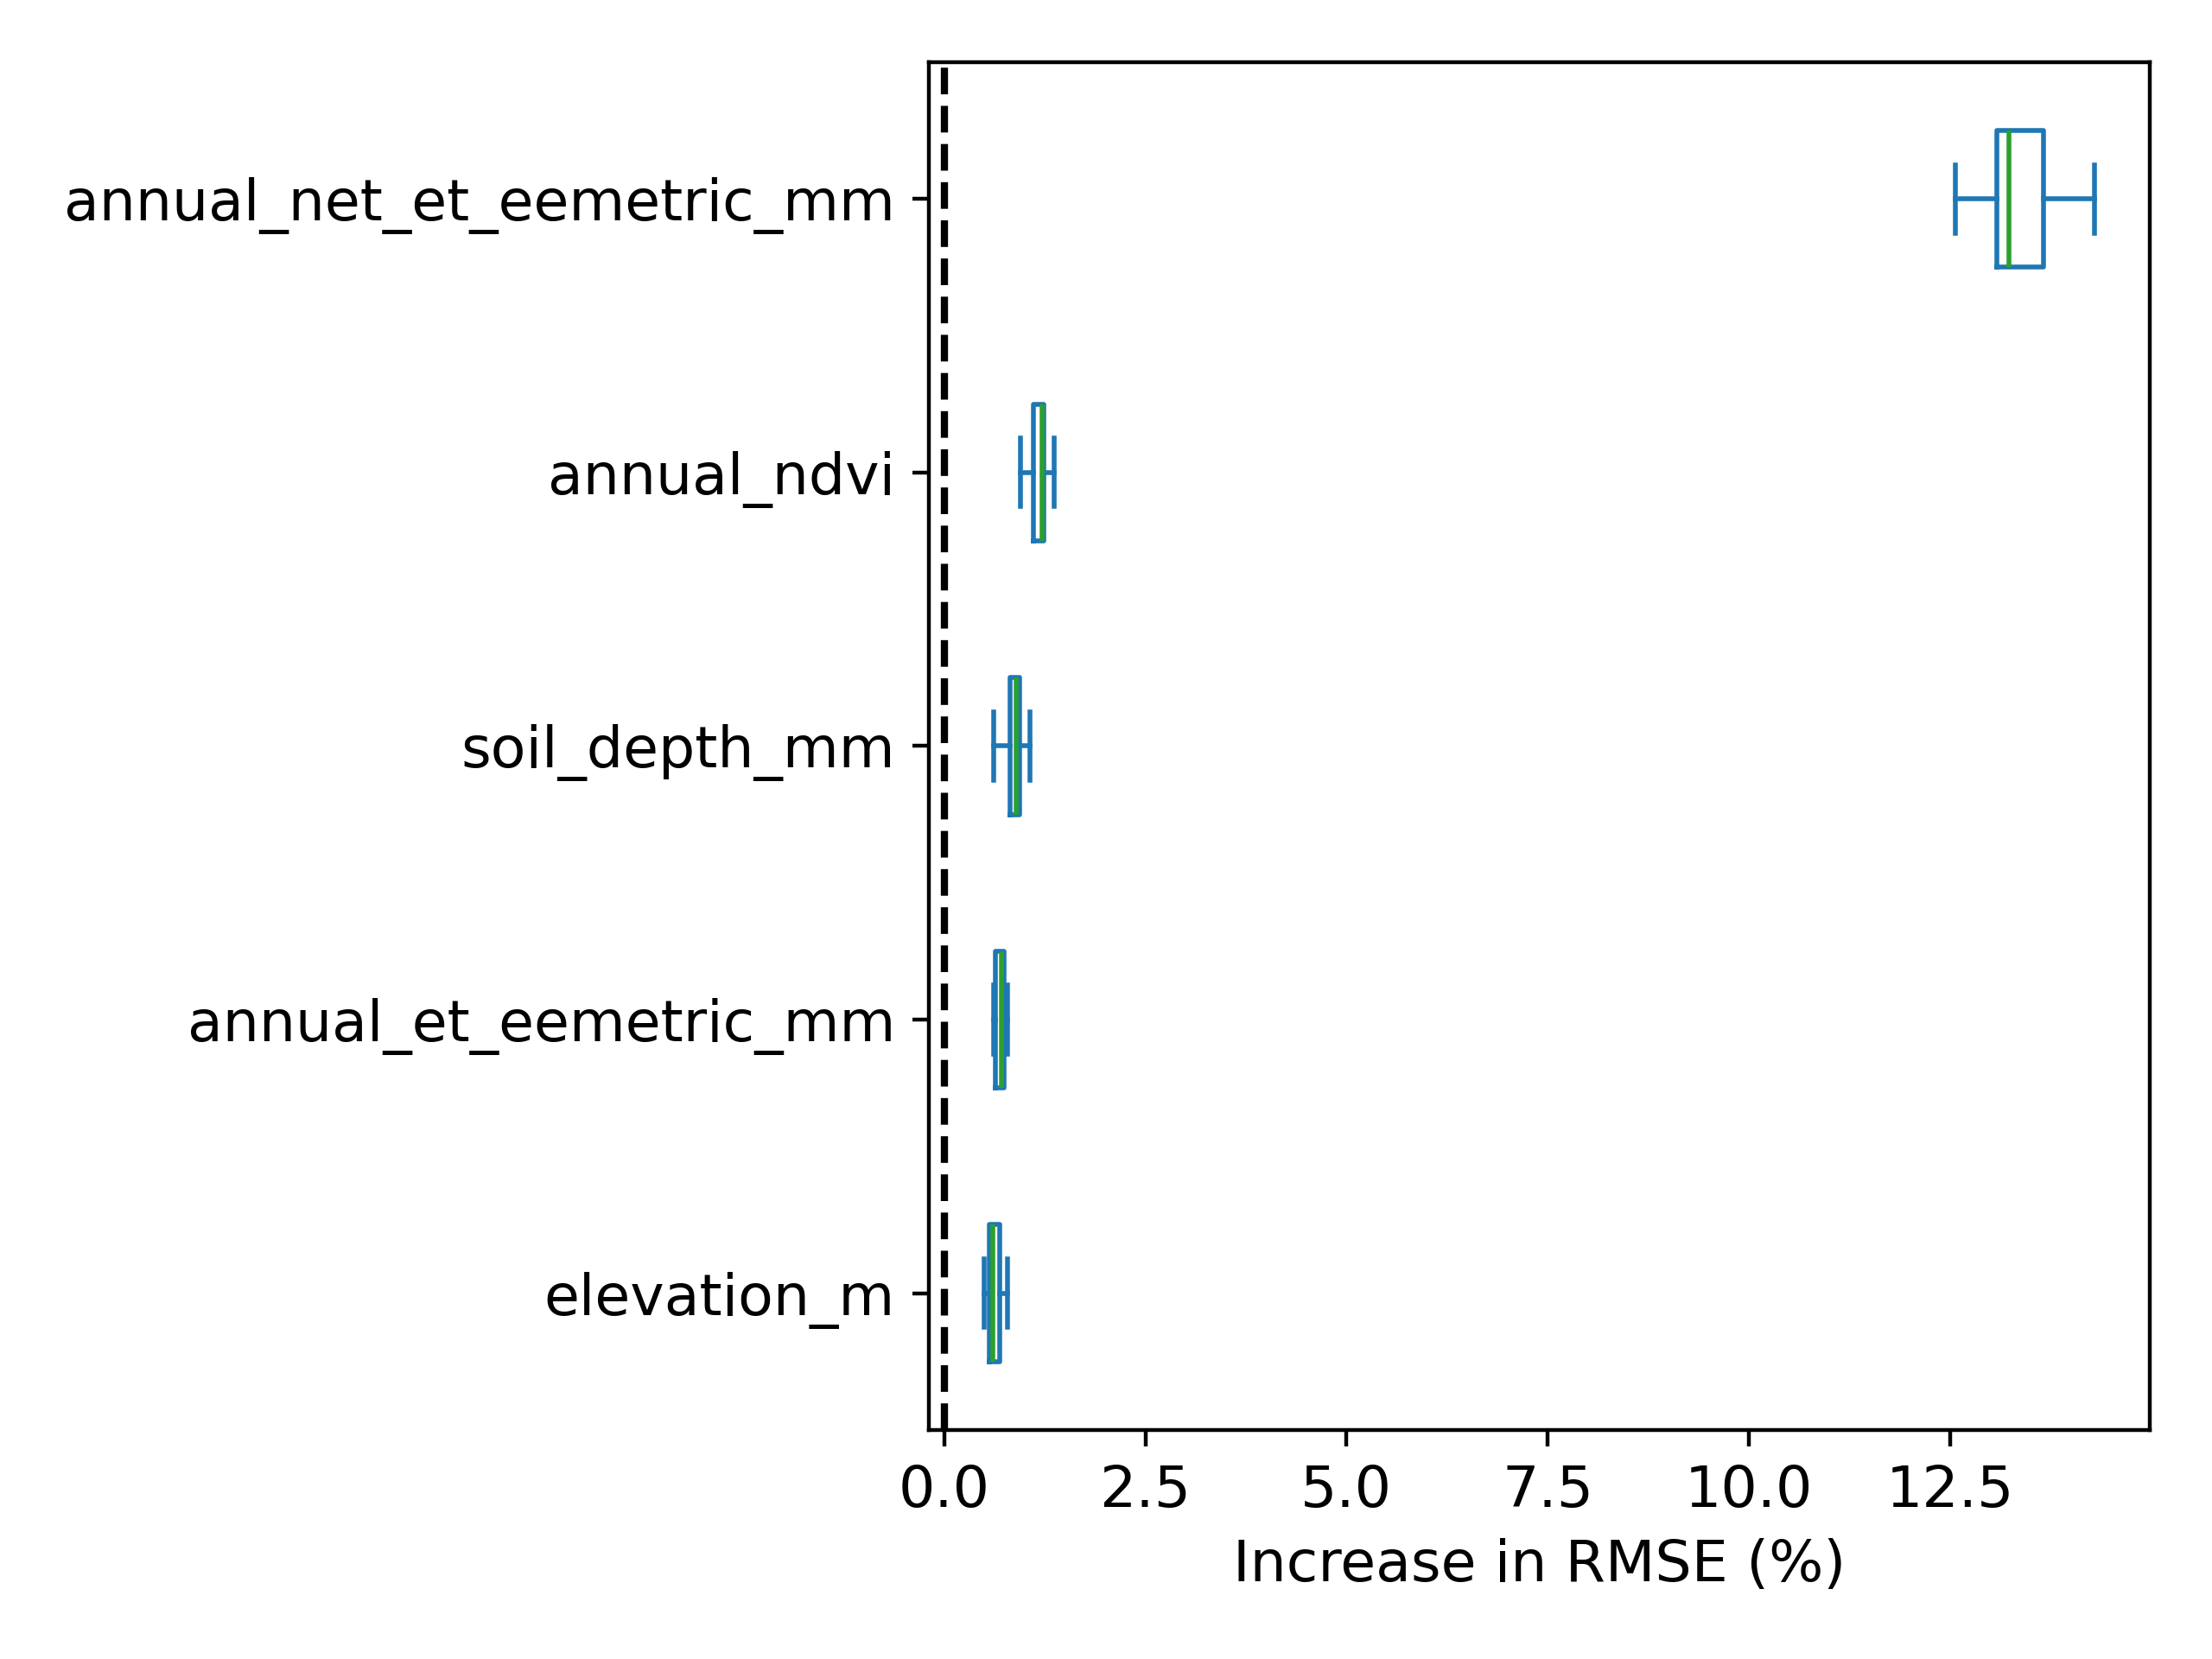 annual_net_et_eemetric_mm
annual_ndvi
soil_depth_mm
annual_et_eemetric_mm
elevation_m
0.0 2.5 5.0 7.5 10.0 12.5
Increase in RMSE (%)